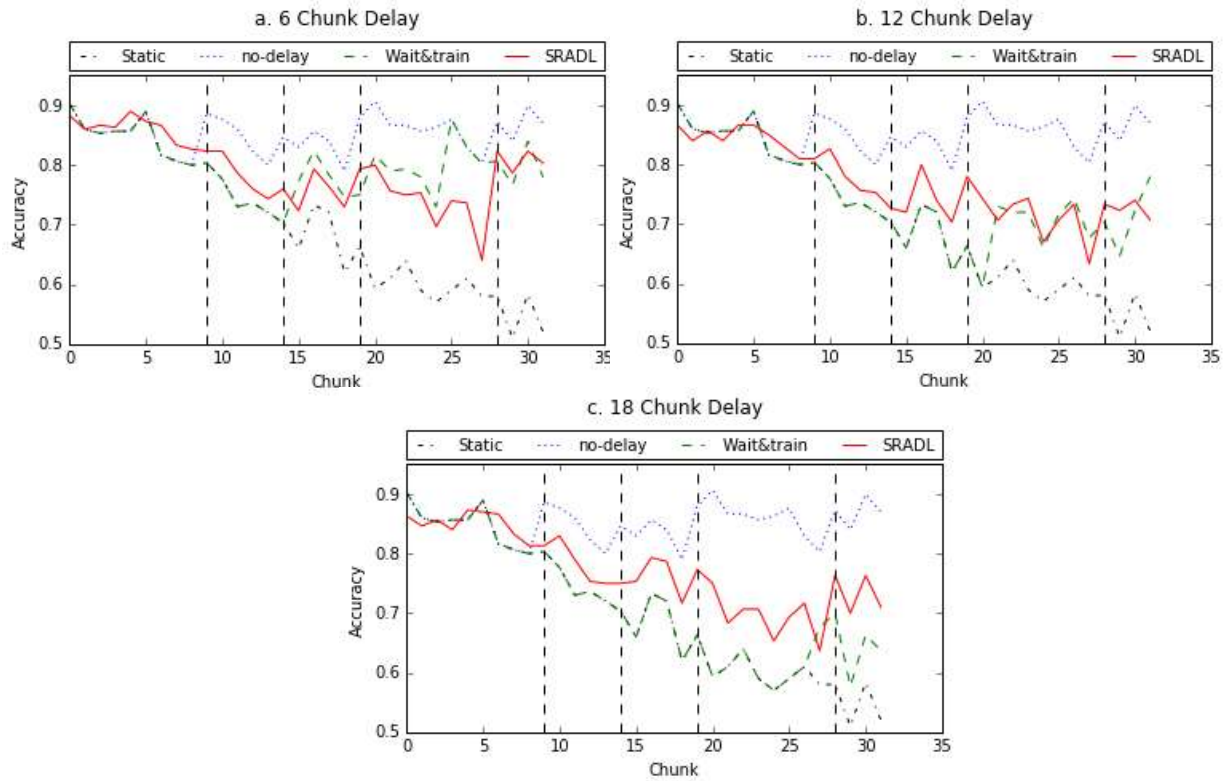 a. 6 Chunk Delay
Static no-delay Wait&train SRADL
0.9
0.8
0.7
0.6
0.5
Accuracy
0 5 10 15 20 25 30 35
Chunk
b. 12 Chunk Delay
Static no-delay Wait&train SRADL
0.9
0.8
0.7
0.6
0.5
Accuracy
0 5 10 15 20 25 30 35
Chunk
c. 18 Chunk Delay
Static no-delay Wait&train SRADL
0.9
0.8
0.7
0.6
0.5
Accuracy
0 5 10 15 20 25 30 35
Chunk